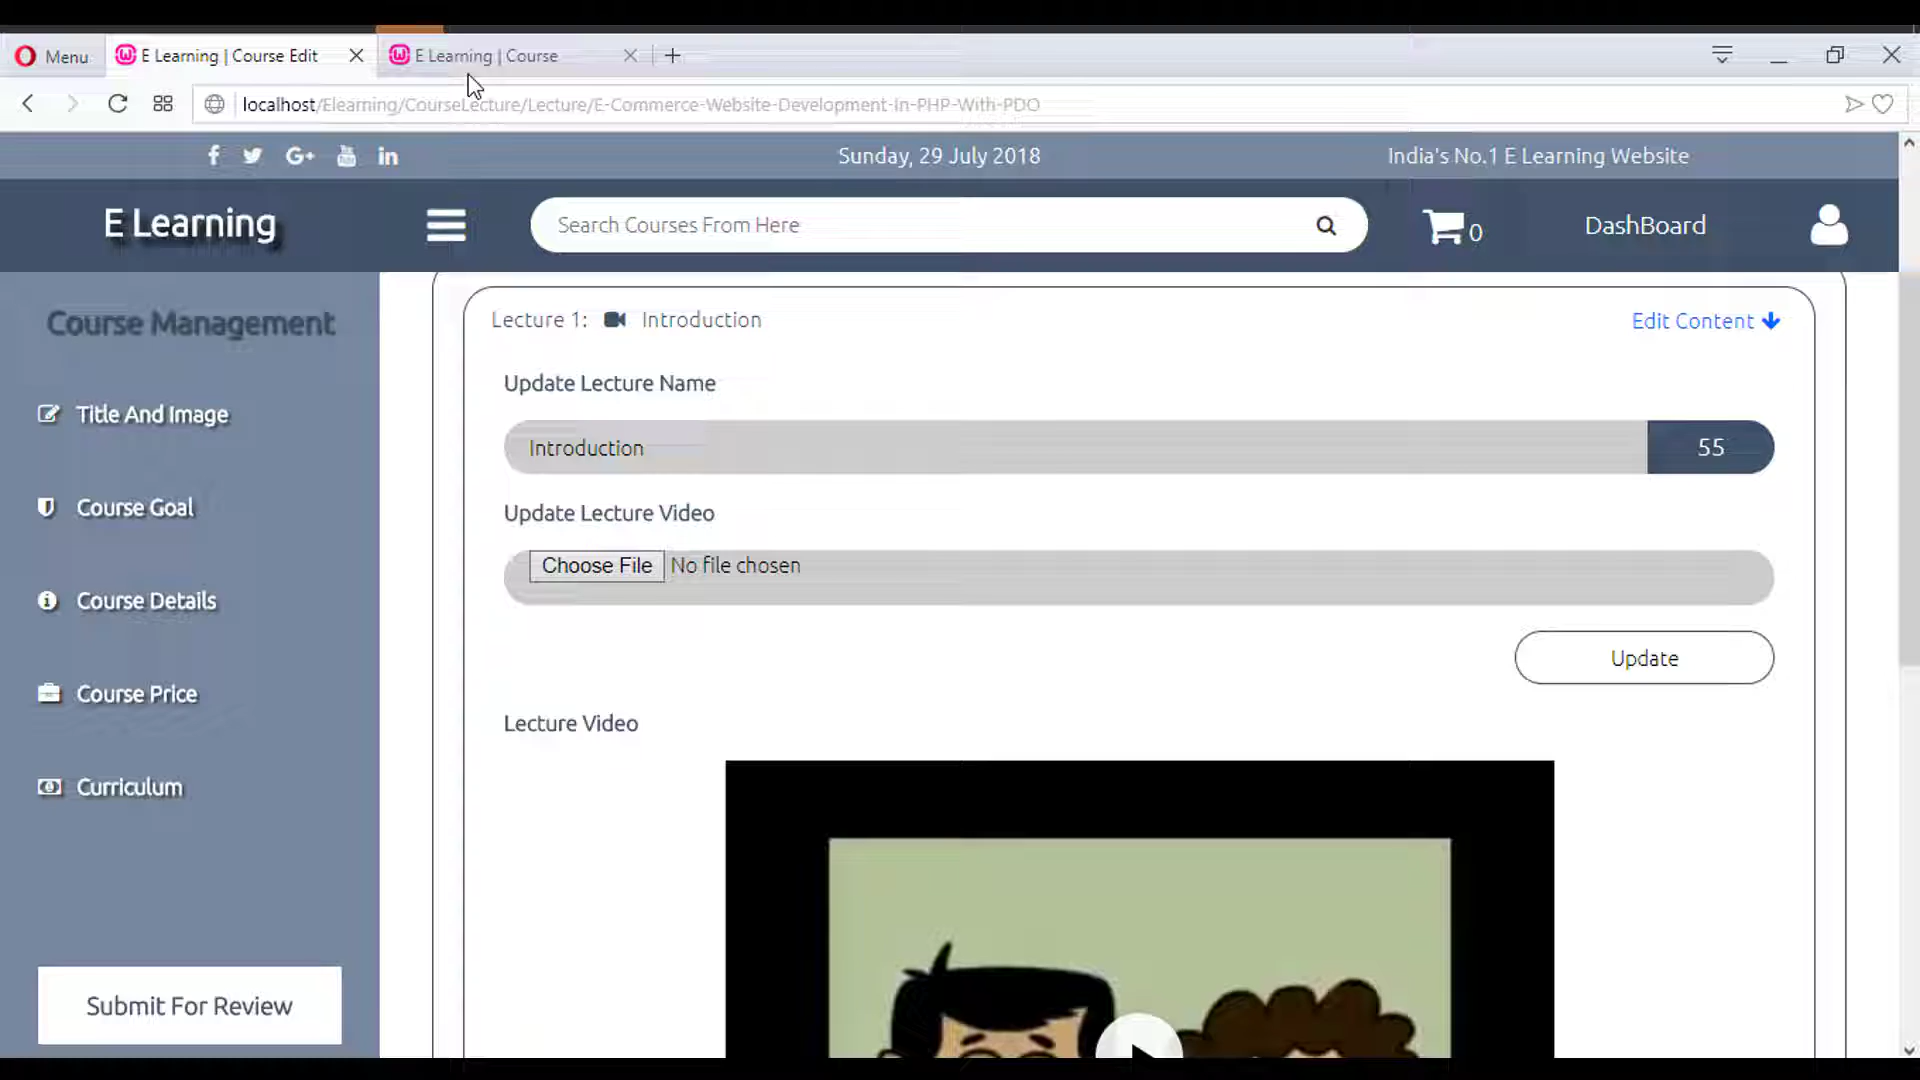 Menu
E Learning | Course Edit
E Learning | Course
localhost/Elearning/CourseLecture/Lecture/E-Commerce-Website-Development-In-PHP-With-PDO
f G+ You Tube in
Sunday, 29 July 2018
India's No.1 E Learning Website
E Learning
Search Courses From Here
0
DashBoard
Course Management
Title And Image
Course Goal
Course Details
Course Price
Curriculum
Submit For Review
Lecture 1: Introduction
Edit Content
Update Lecture Name
Introduction
55
Update Lecture Video
Choose File No file chosen
Update
Lecture Video